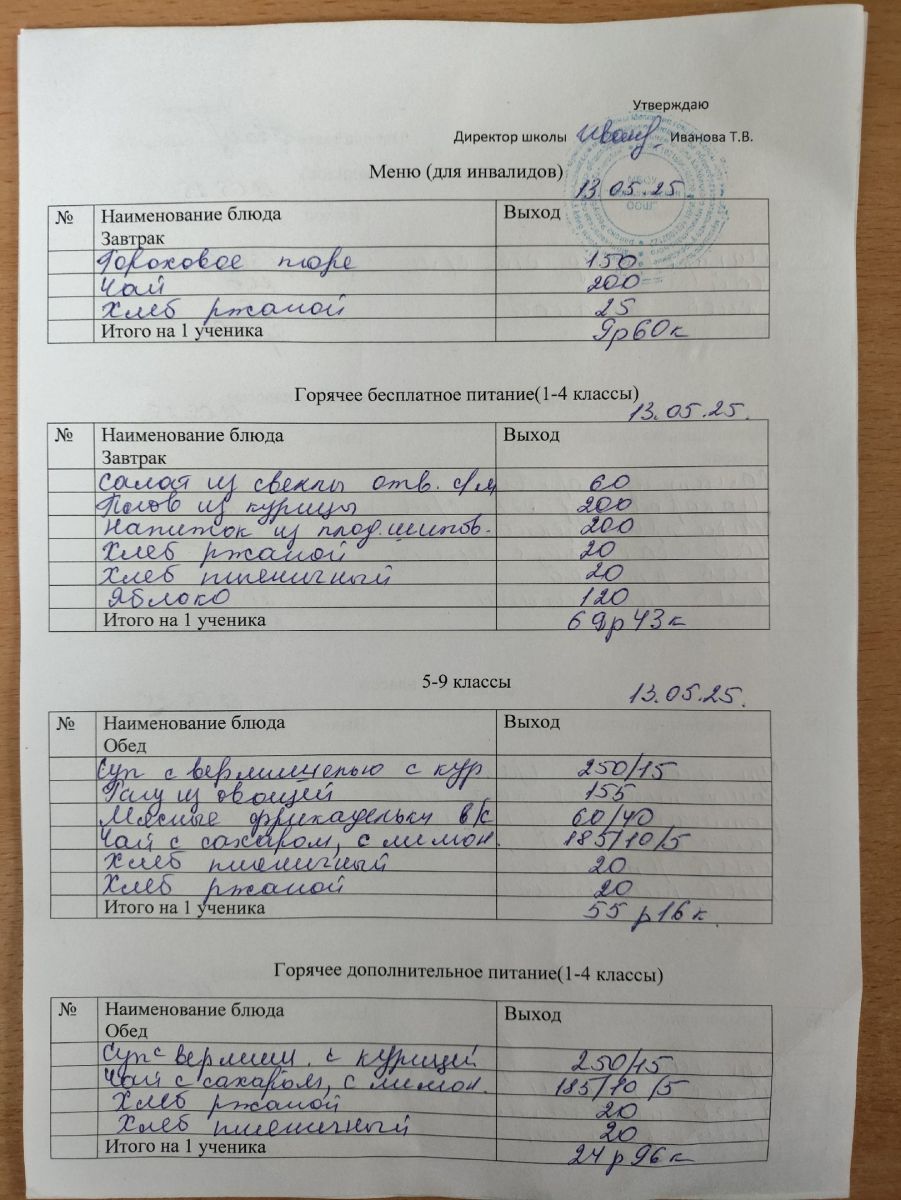 Утверждаю
Директор школы Иванова Т.В.
Меню (для инвалидов)
13.05.25.
№ Наименование блюда Выход
Завтрак
Гороховое пюре 150
Чай 200
Хлеб ржаной 25
Итого на 1 ученика 9р60к
Горячее бесплатное питание(1-4 классы)
13.05.25.
№ Наименование блюда Выход
Завтрак
Салат из свеклы отв. с/м 60
Плов из курицы 200
Напиток из плод.шипов. 200
Хлеб ржаной 20
Хлеб пшеничный 20
Яблоко 120
Итого на 1 ученика 69р43к
5-9 классы
13.05.25.
№ Наименование блюда Выход
Обед
Суп с вермишелью с кур 250/15
Рагу из овощей 155
Мясные фрикадельки в/с 60/40
Чай с сахаром, с лимон. 185/10/5
Хлеб пшеничный 20
Хлеб ржаной 20
Итого на 1 ученика 55р16к
Горячее дополнительное питание(1-4 классы)
№ Наименование блюда Выход
Обед
Суп с вермиш. с курицей 250/15
Чай с сахаром, с лимон. 185/10/5
Хлеб ржаной 20
Хлеб пшеничный 20
Итого на 1 ученика 24р96к